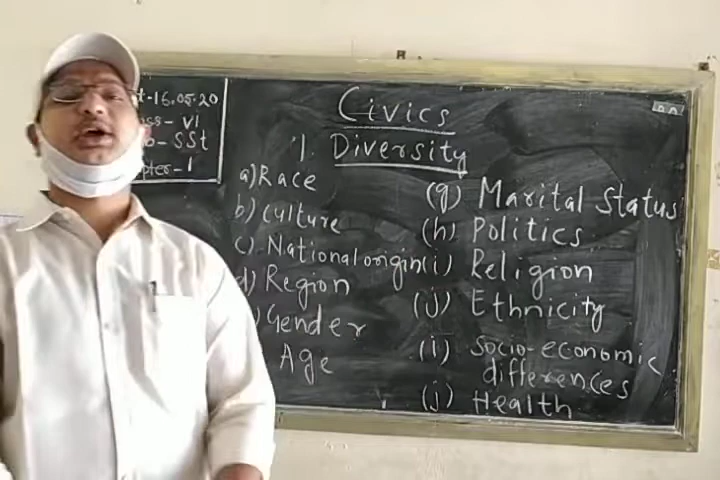 t-16.05.20
ss- VI
- SSt
pter-1
Civics
1. Diversity
a) Race
b) Culture
c) National origin
d) Region
) Gender
Age
(g) Marital Status
(h) Politics
(i) Religion
(j) Ethnicity
(i) Socio-economic
differences
(j) Health